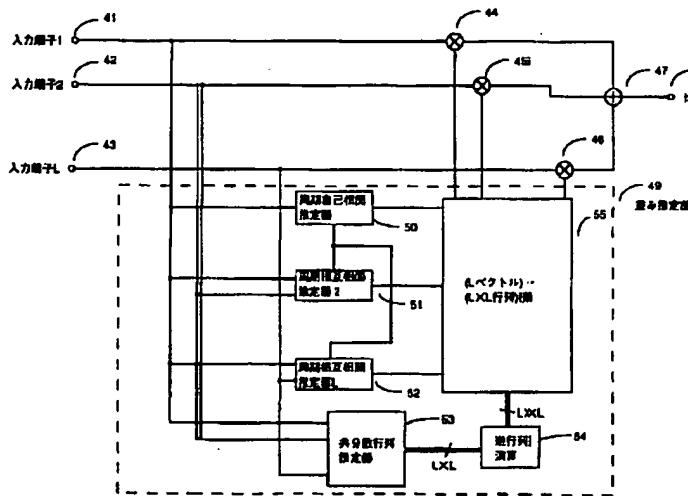 41
入力端子1
44
42
入力端子2
45
47
43
入力端子L
46
49
重み推定部
55
周期自己相関
推定器
50
周期相互相関
推定器2
51
(Lベクトル)
(L×L行列)積
周期相互相関
推定器L
52
53
共分散行列
推定器
L×L
L×L
逆行列
演算
54